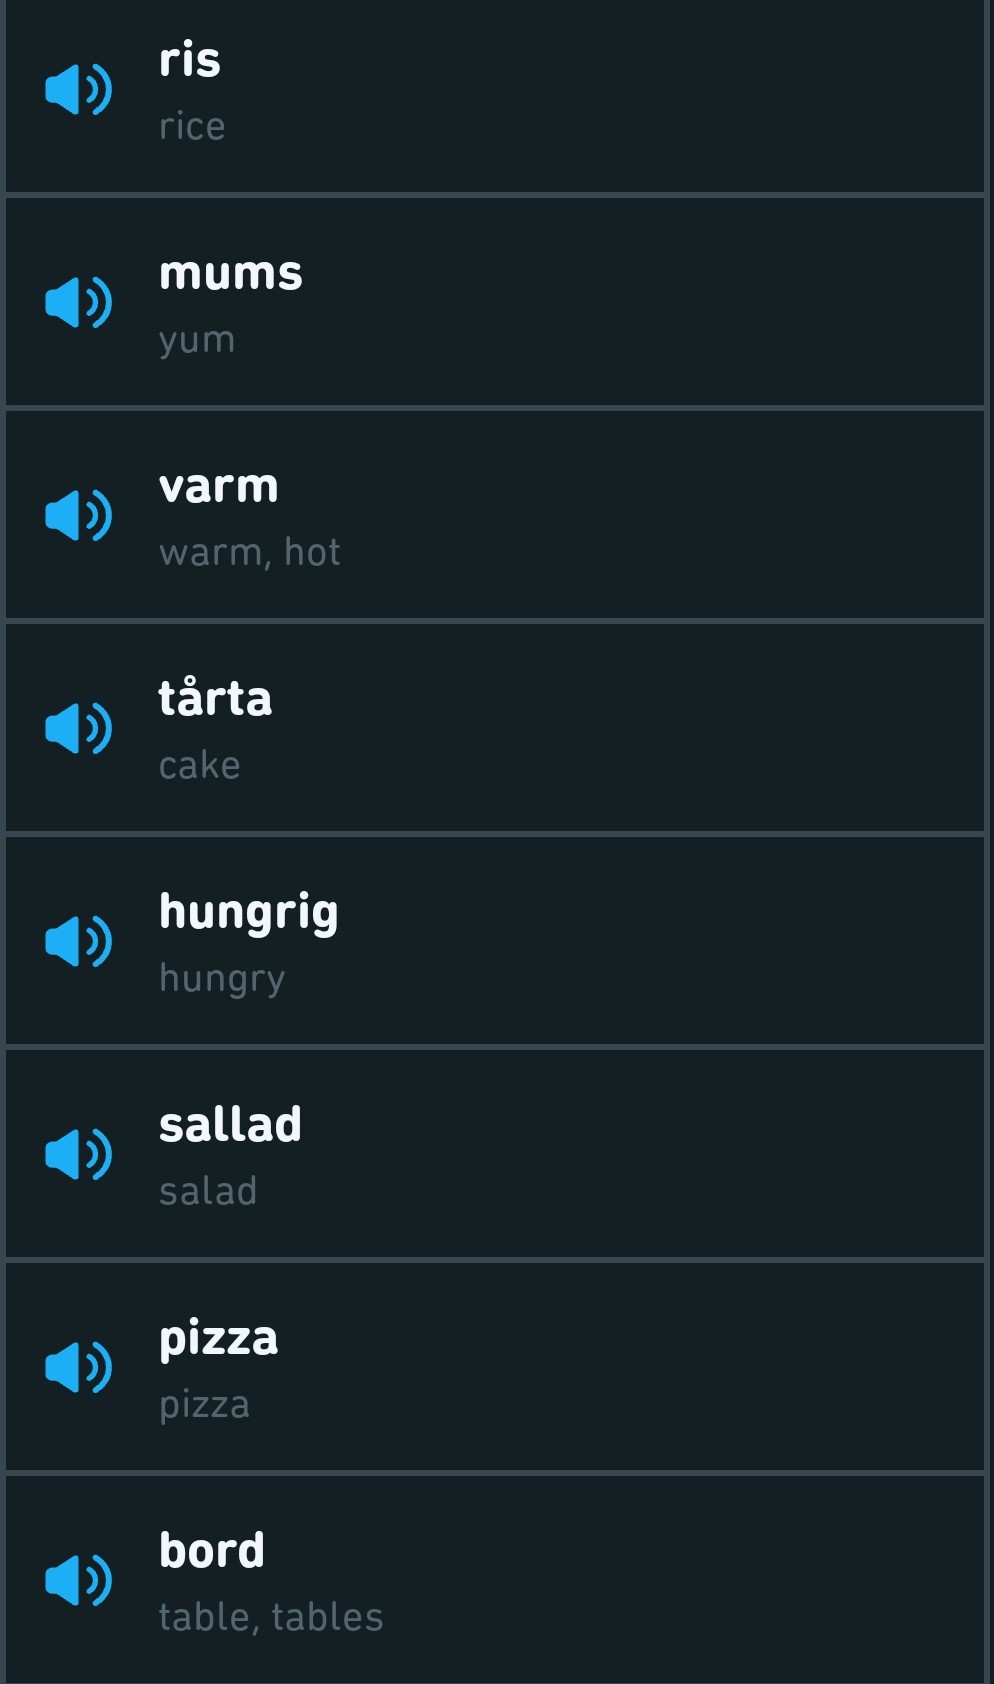 ris
rice
mums
yum
varm
warm, hot
tårta
cake
hungrig
hungry
sallad
salad
pizza
pizza
bord
table, tables